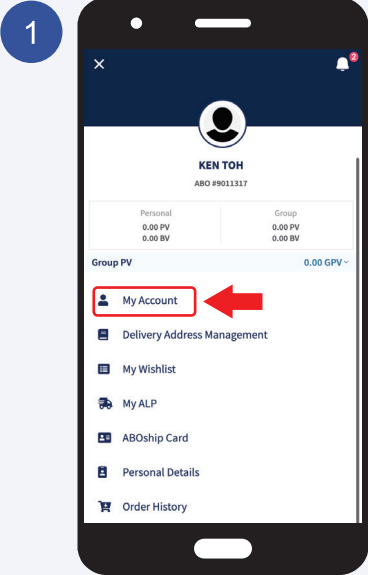 1
2
KEN TOH
ABO #9011317
Personal Group
0.00 PV 0.00 PV
0.00 BV 0.00 BV
Group PV 0.00 GPV
My Account
Delivery Address Management
My Wishlist
My ALP
ABOship Card
Personal Details
Order History